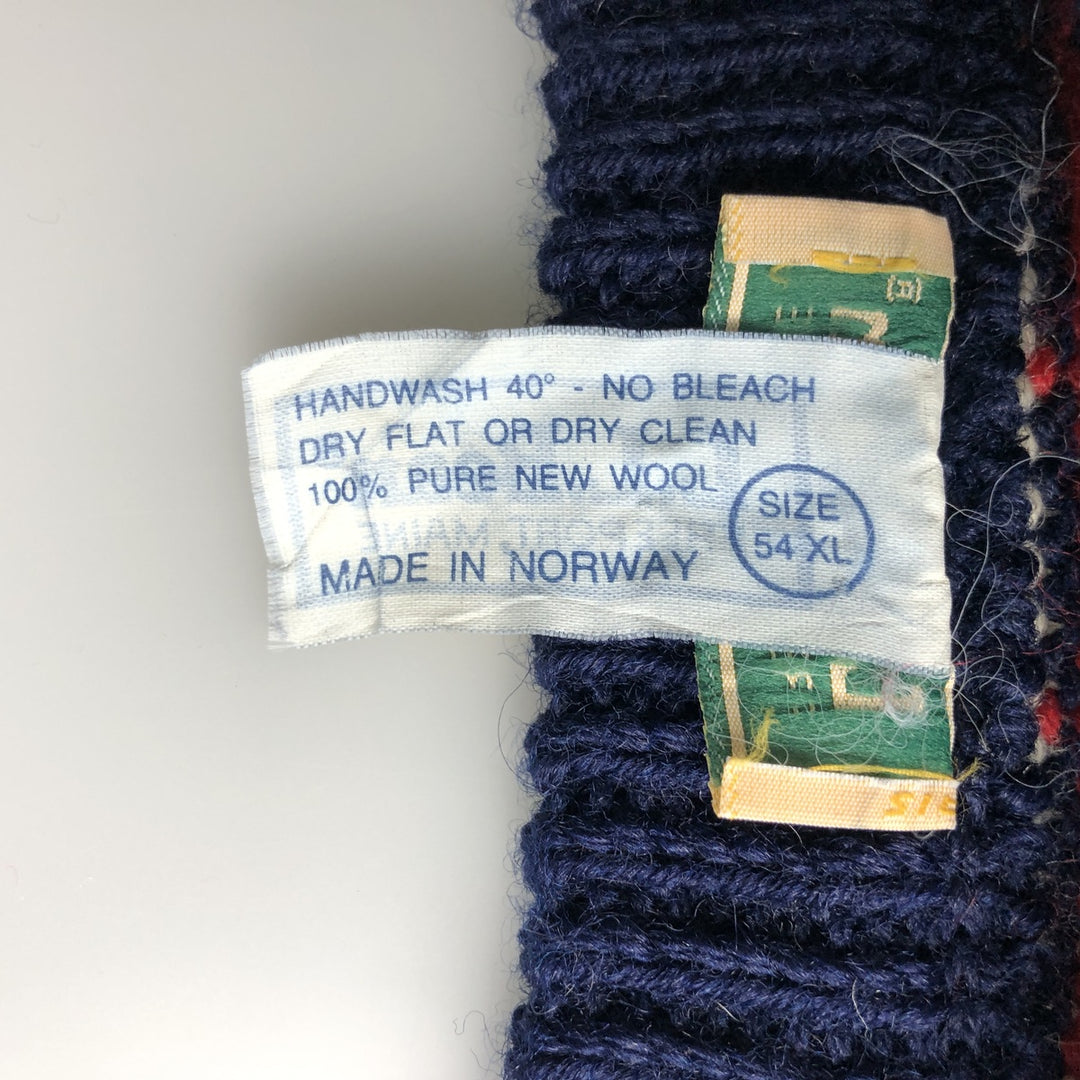 HANDWASH 40° - NO BLEACH
DRY FLAT OR DRY CLEAN
100% PURE NEW WOOL
MADE IN NORWAY
SIZE
54 XL